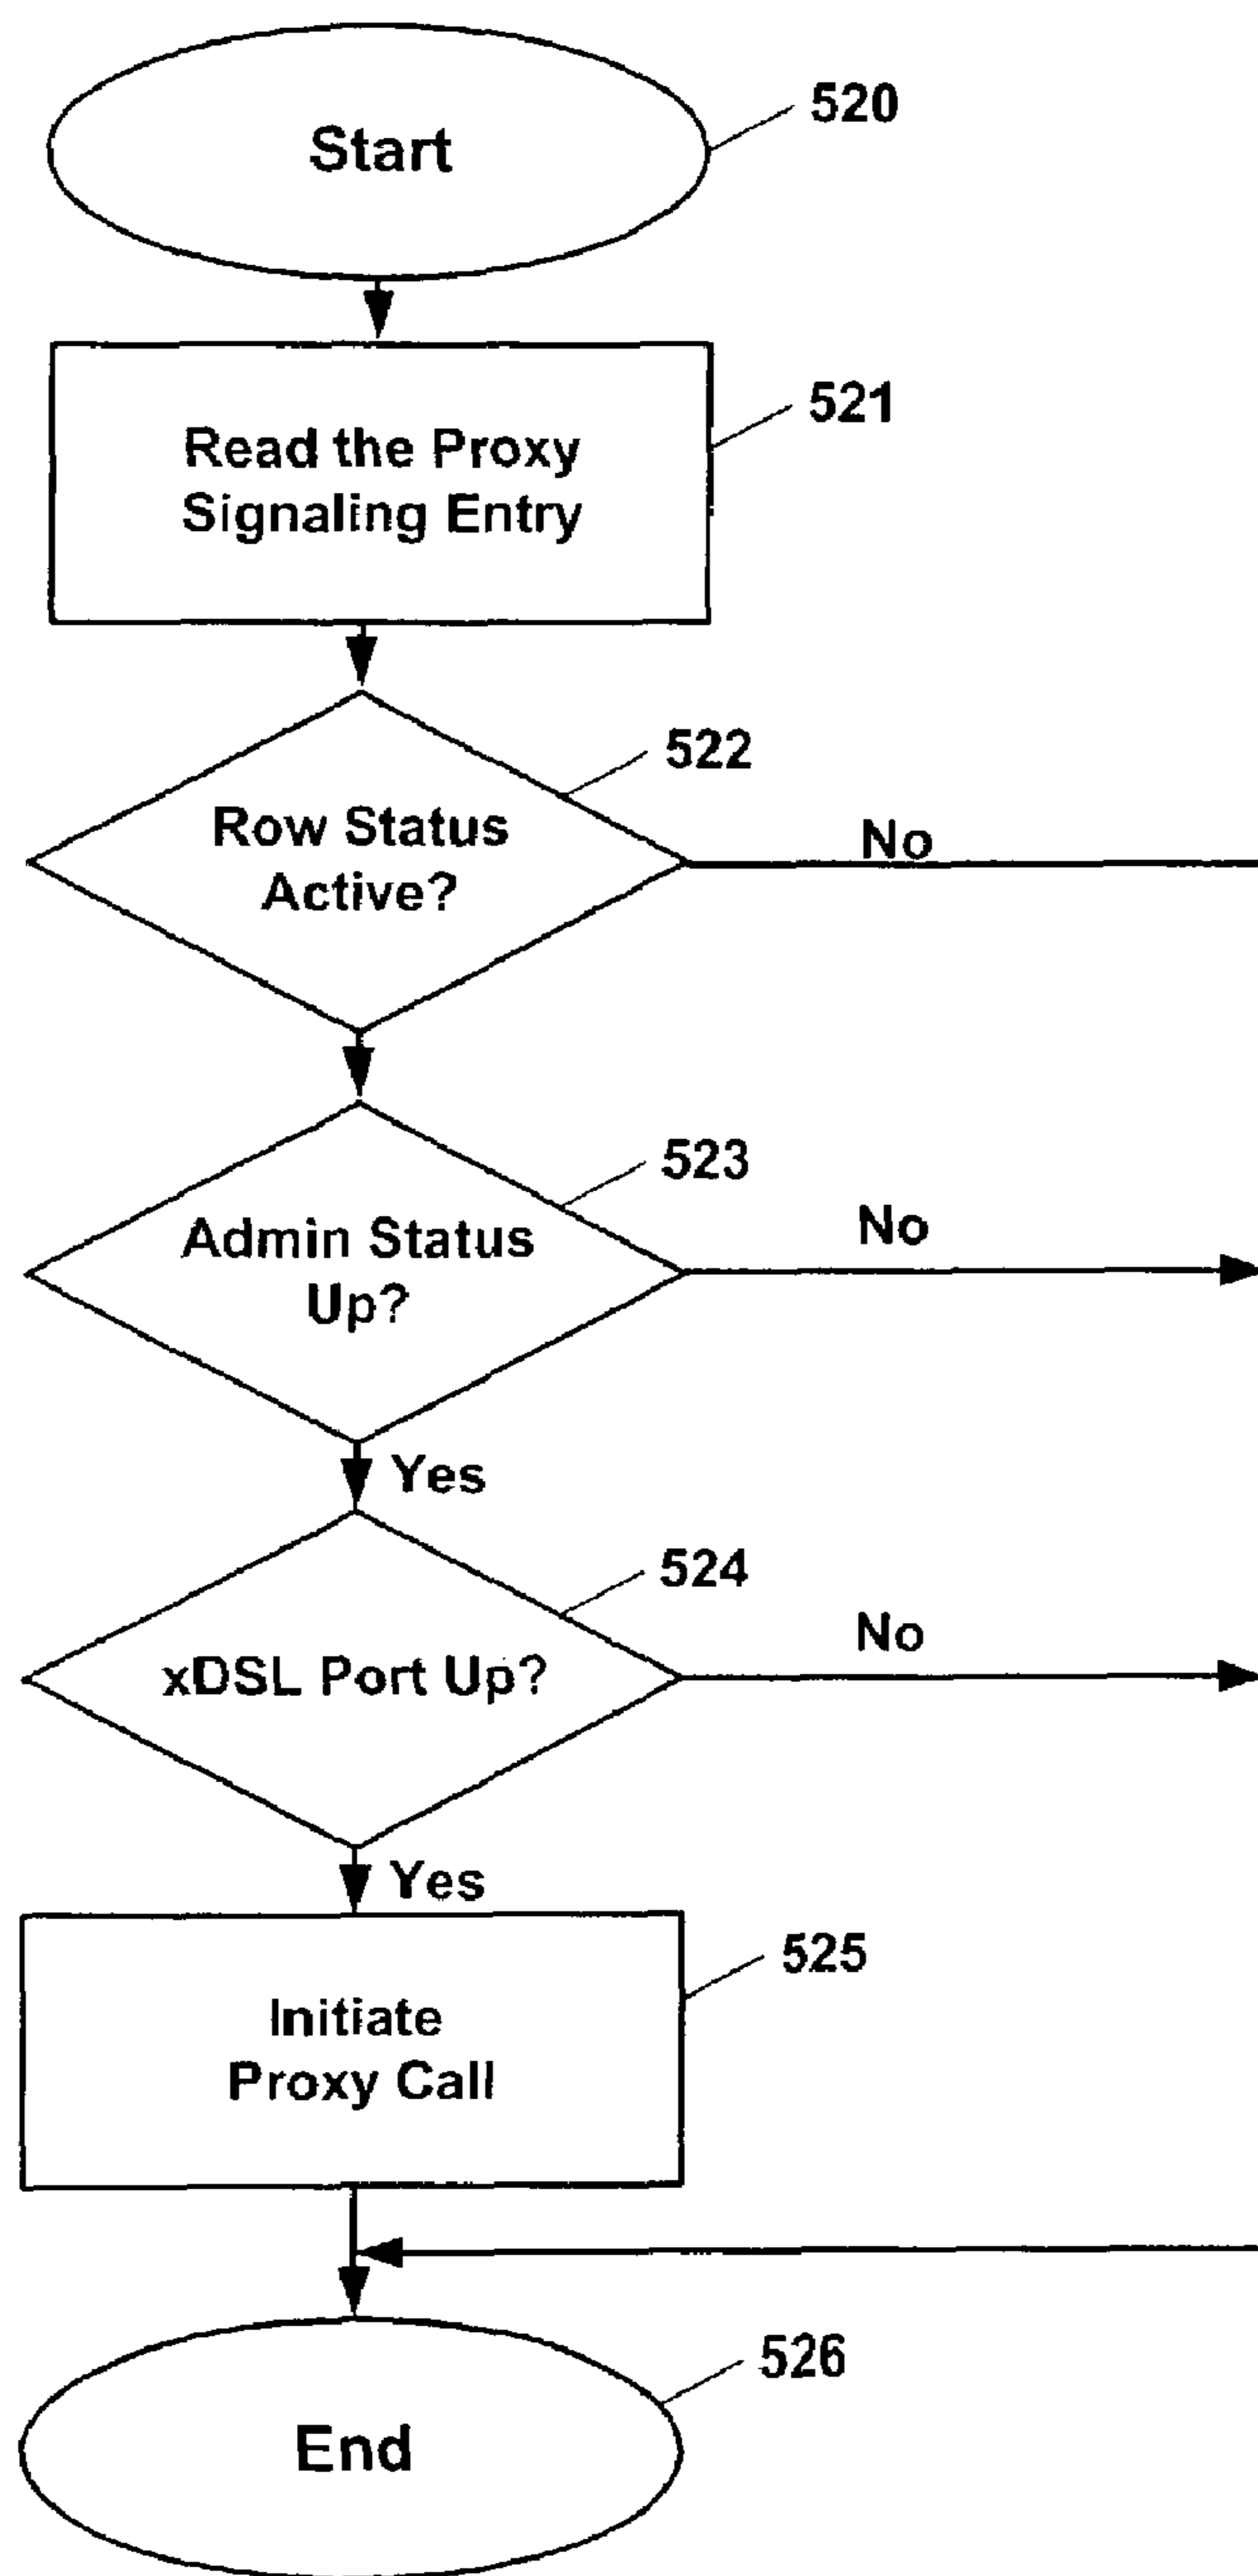 Start
520
Read the Proxy
Signaling Entry
521
522
Row Status
Active?
No
523
Admin Status
Up?
No
Yes
524
xDSL Port Up?
No
Yes
525
Initiate
Proxy Call
526
End